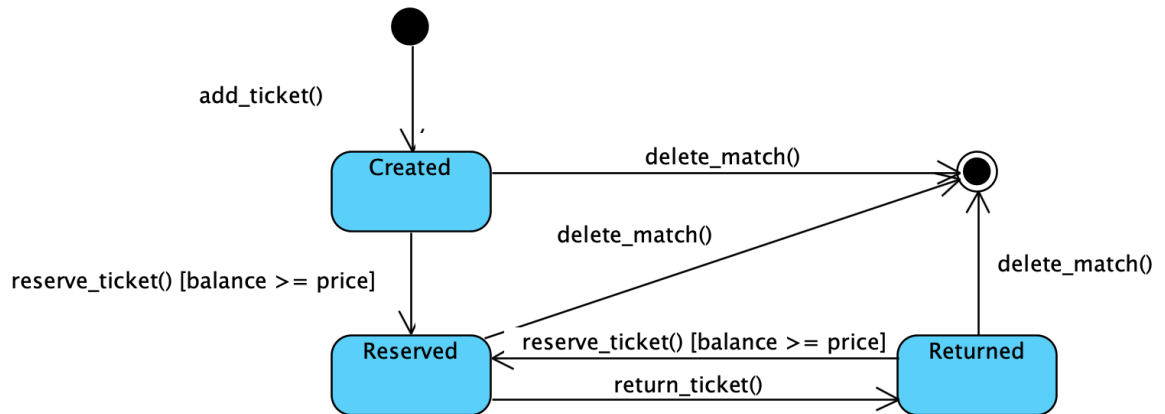 add_ticket()
Created
delete_match()
delete_match()
reserve_ticket() [balance >= price]
delete_match()
Reserved
reserve_ticket() [balance >= price]
Returned
return_ticket()